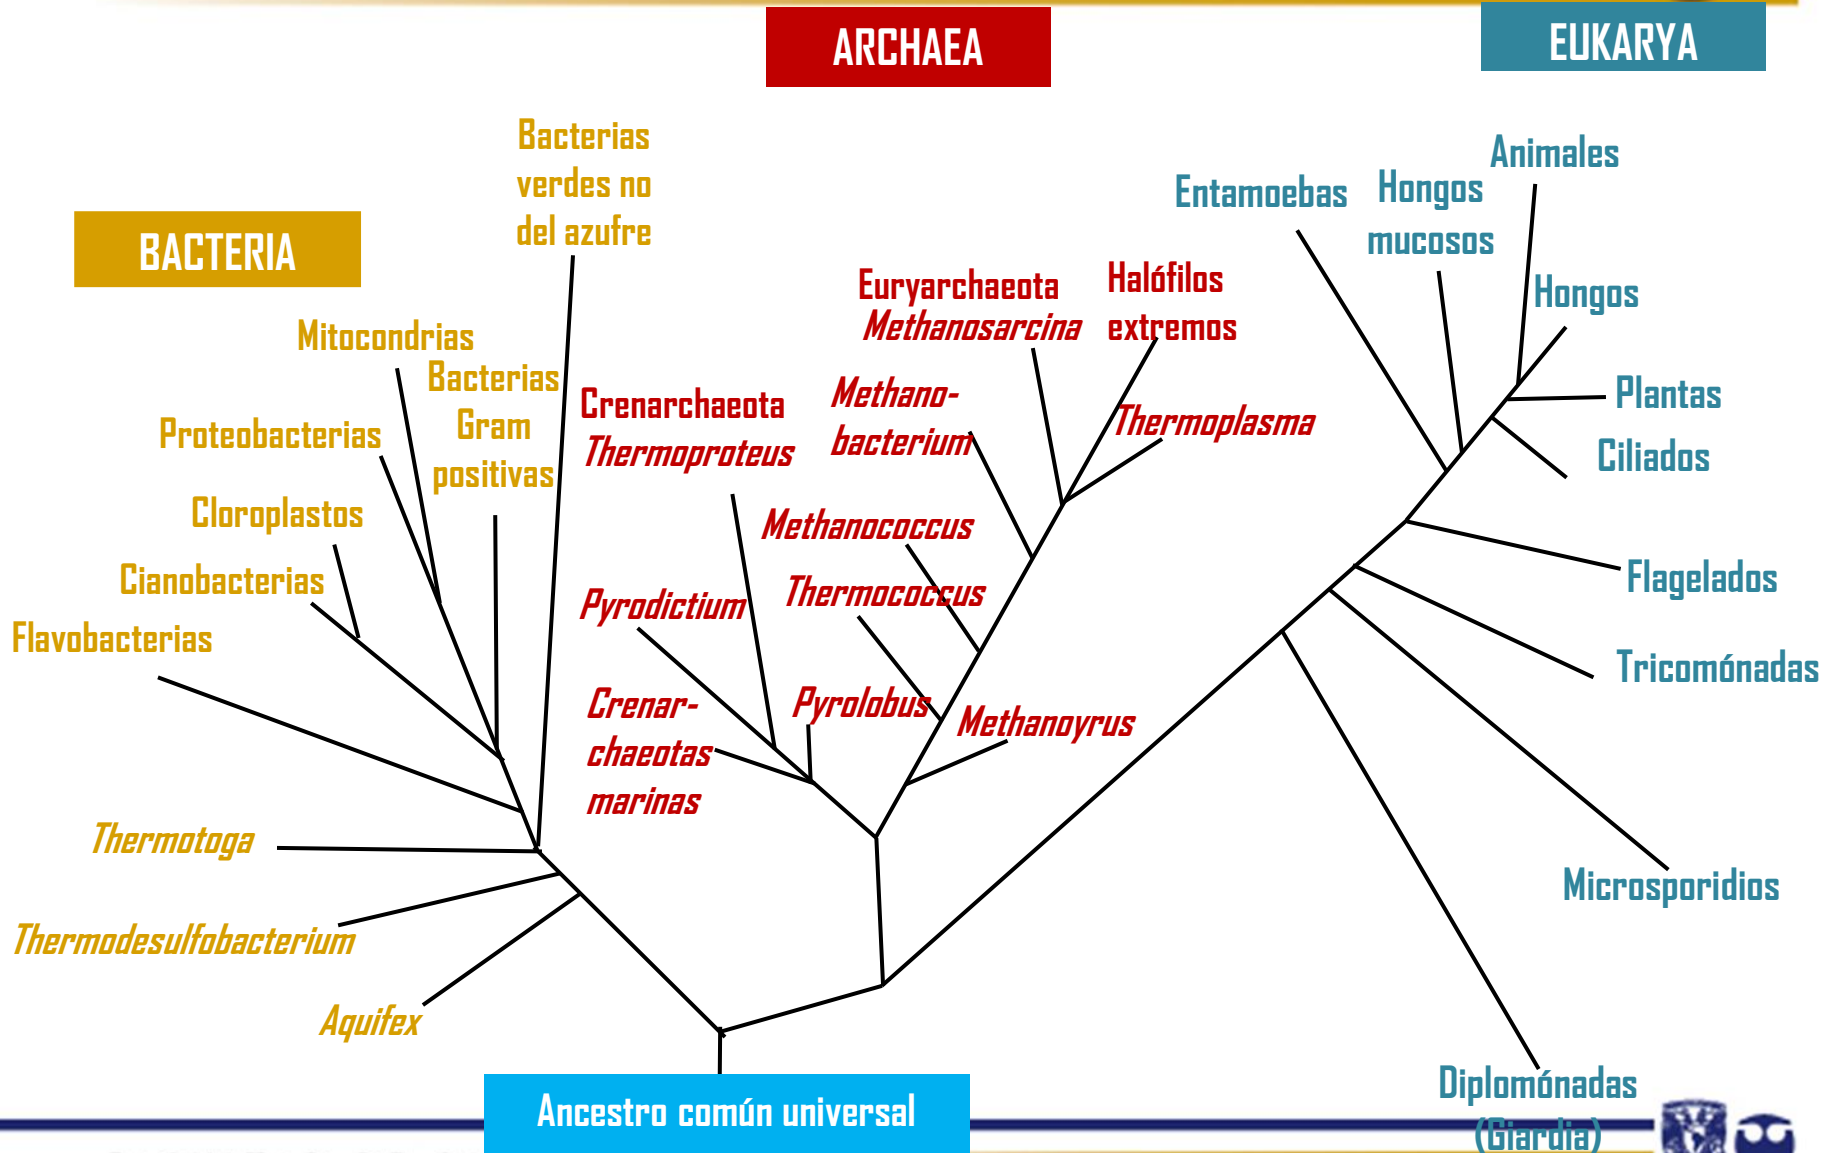 ARCHAEA
EUKARYA
BACTERIA
Bacterias
verdes no
del azufre
Mitocondrias
Bacterias
Gram
positivas
Proteobacterias
Cloroplastos
Cianobacterias
Flavobacterias
Thermotoga
Thermodesulfobacterium
Aquifex
Crenarchaeota
Thermoproteus
Pyrodictium
Crenar-
chaeotas
marinas
Pyrolobus
Euryarchaeota
Methanosarcina
Methano-
bacterium
Methanococcus
Thermococcus
Methanoyrus
Halófilos
extremos
Thermoplasma
Entamoebas
Hongos
mucosos
Animales
Hongos
Plantas
Ciliados
Flagelados
Tricomónadas
Microsporidios
Diplomónadas
(Giardia)
Ancestro común universal